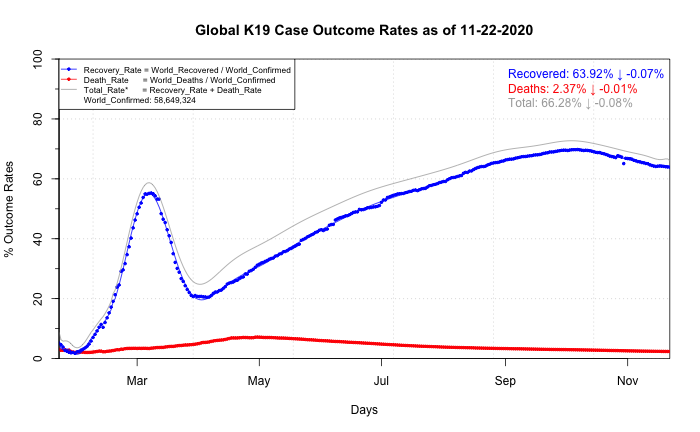 Global K19 Case Outcome Rates as of 11-22-2020
Recovery_Rate = World_Recovered / World_Confirmed
Death_Rate = World_Deaths / World_Confirmed
Total_Rate* = Recovery_Rate + Death_Rate
World_Confirmed: 58,649,324
Recovered: 63.92% ↓ -0.07%
Deaths: 2.37% ↓ -0.01%
Total: 66.28% ↓ -0.08%
% Outcome Rates
100
80
60
40
20
0
Mar May Jul Sep Nov
Days